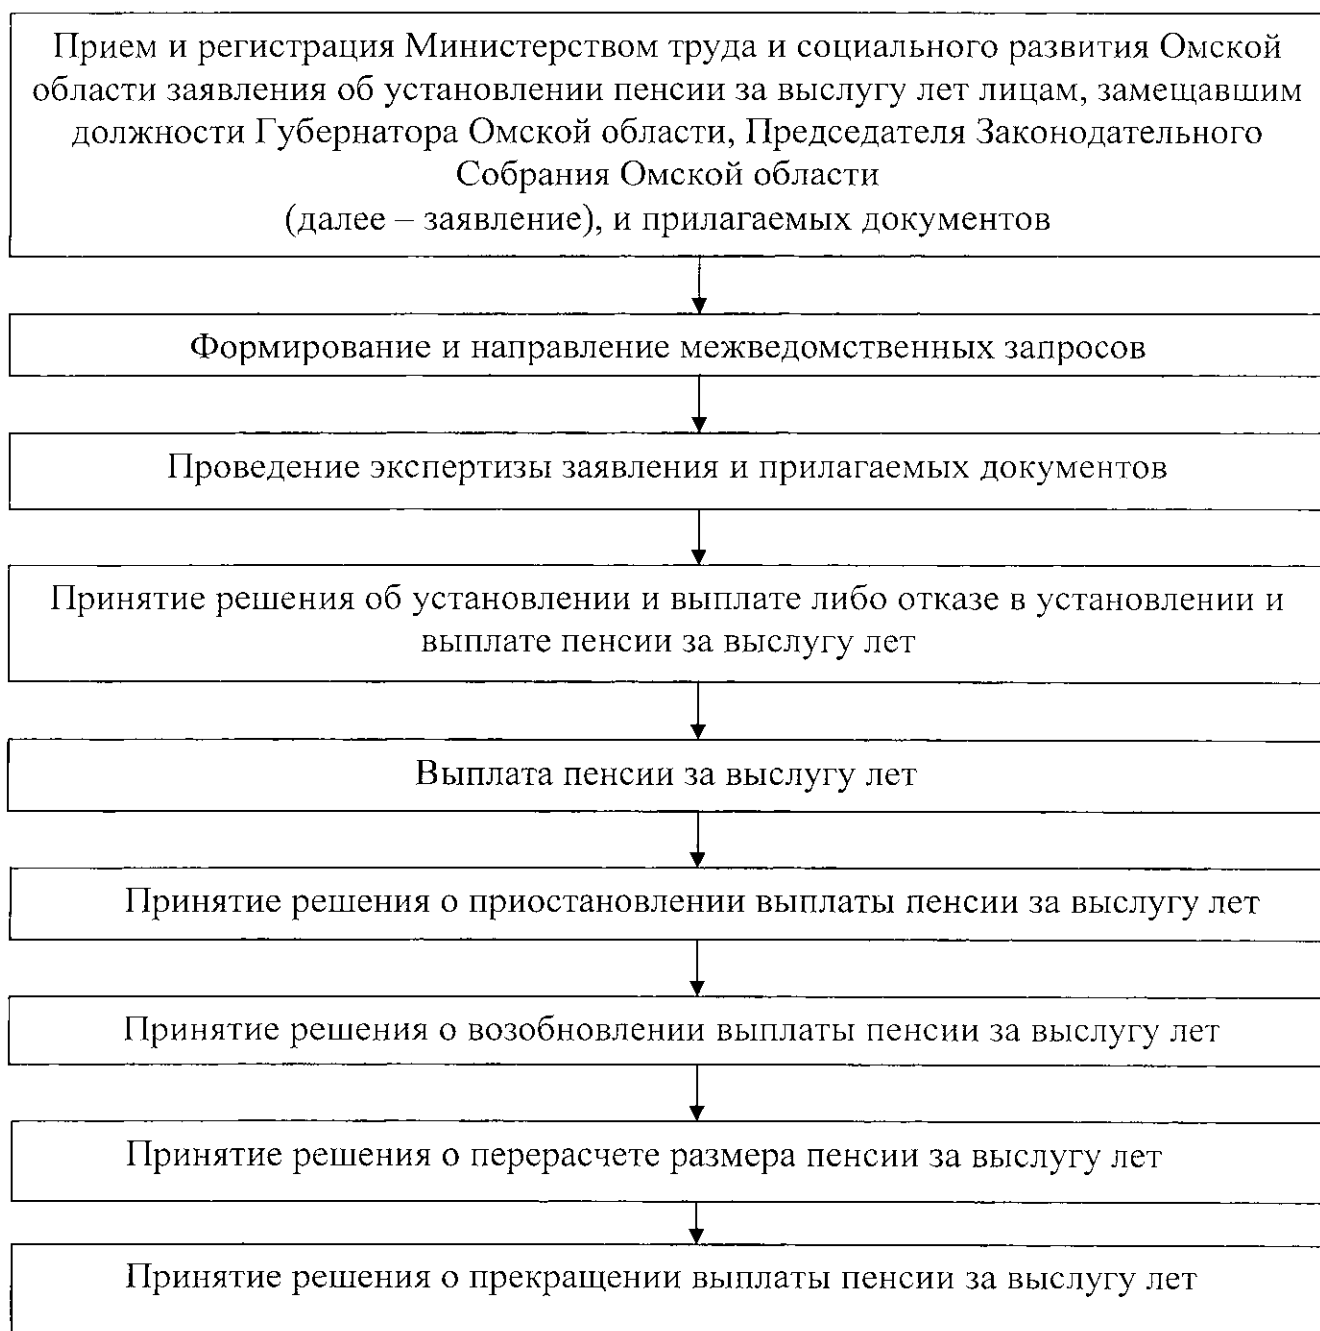 Прием и регистрация Министерством труда и социального развития Омской
области заявления об установлении пенсии за выслугу лет лицам, замещавшим
должности Губернатора Омской области, Председателя Законодательного
Собрания Омской области
(далее – заявление), и прилагаемых документов
Формирование и направление межведомственных запросов
Проведение экспертизы заявления и прилагаемых документов
Принятие решения об установлении и выплате либо отказе в установлении и
выплате пенсии за выслугу лет
Выплата пенсии за выслугу лет
Принятие решения о приостановлении выплаты пенсии за выслугу лет
Принятие решения о возобновлении выплаты пенсии за выслугу лет
Принятие решения о перерасчете размера пенсии за выслугу лет
Принятие решения о прекращении выплаты пенсии за выслугу лет